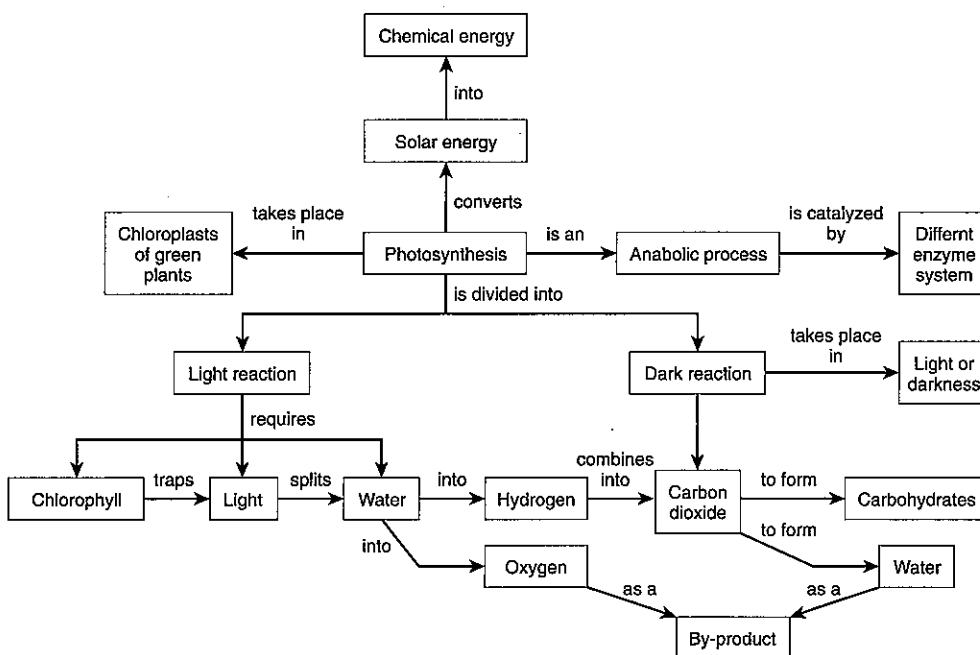 Chemical energy
into
Solar energy
converts
takes place
in
Chloroplasts
of green
plants
Photosynthesis
is an
Anabolic process
is catalyzed
by
Differnt
enzyme
system
is divided into
Light reaction
Dark reaction
takes place
in
Light or
darkness
requires
Chlorophyll
traps
Light
splits
Water
into
Hydrogen
combines
into
Carbon
dioxide
to form
Carbohydrates
into
Oxygen
to form
Water
as a
as a
By-product